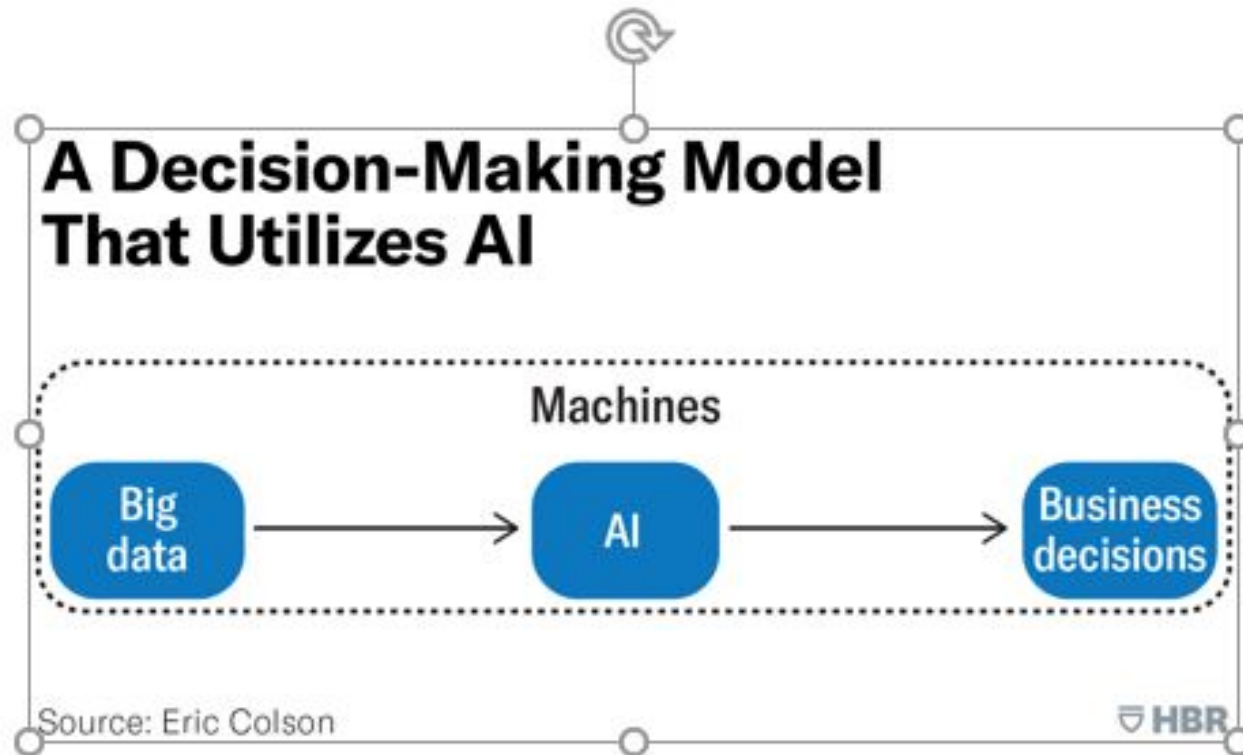 A Decision-Making Model
That Utilizes AI
Machines
Big
data
AI
Business
decisions
Source: Eric Colson
HBR